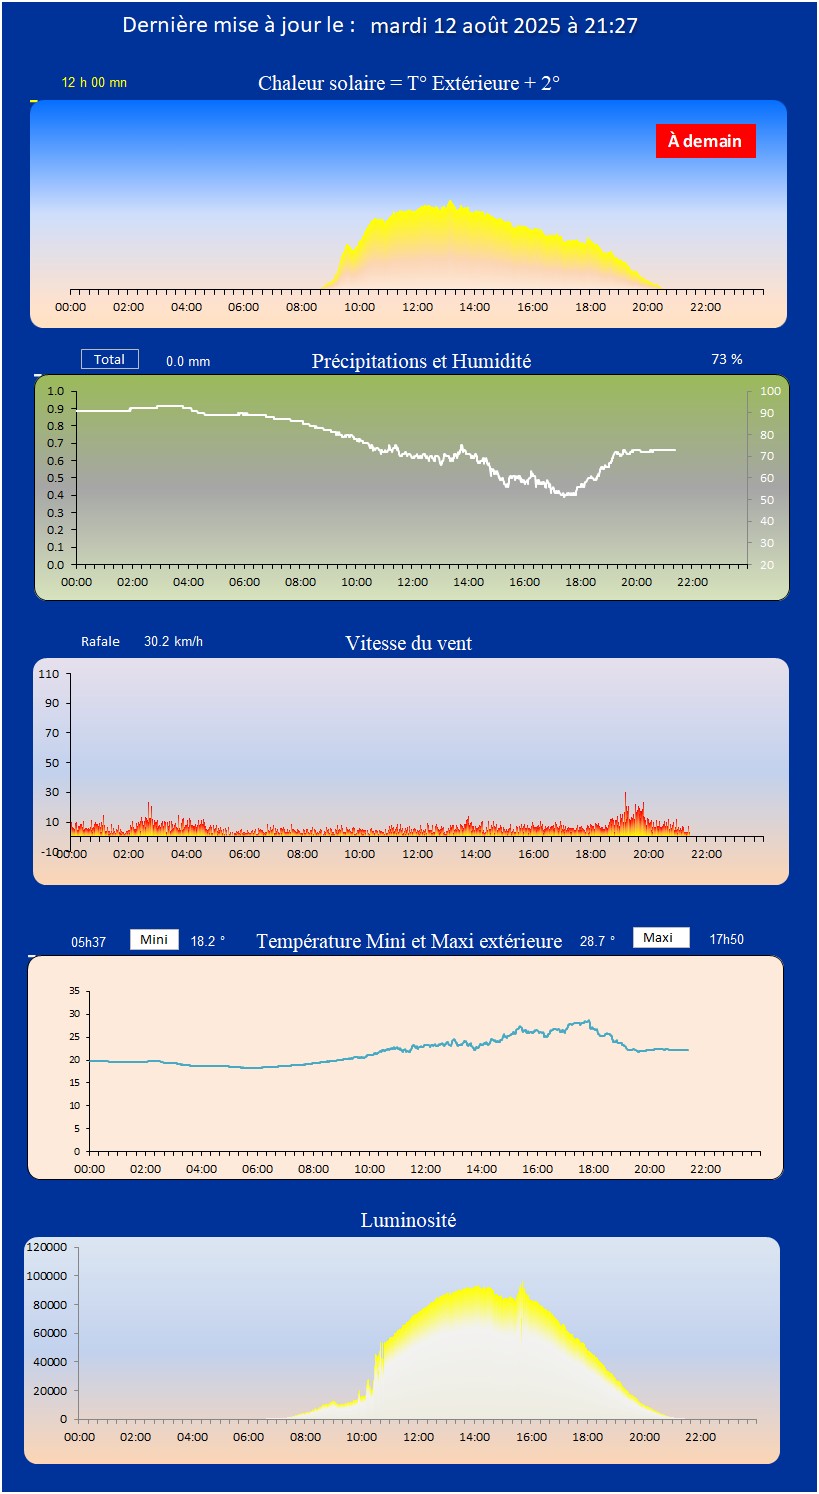 Dernière mise à jour le : mardi 12 août 2025 à 21:27
12 h 00 mn Chaleur solaire = T° Extérieure + 2°
À demain
00:00 02:00 04:00 06:00 08:00 10:00 12:00 14:00 16:00 18:00 20:00 22:00
Total 0.0 mm Précipitations et Humidité 73 %
1.0 100
0.9 90
0.8 80
0.7 70
0.6
0.5 60
0.4 50
0.3 40
0.2 30
0.1
0.0 20
00:00 02:00 04:00 06:00 08:00 10:00 12:00 14:00 16:00 18:00 20:00 22:00
Rafale 30.2 km/h Vitesse du vent
110
90
70
50
30
10
-10
00:00 02:00 04:00 06:00 08:00 10:00 12:00 14:00 16:00 18:00 20:00 22:00
05h37 Mini 18.2 ° Température Mini et Maxi extérieure 28.7 ° Maxi 17h50
35
30
25
20
15
10
5
0
00:00 02:00 04:00 06:00 08:00 10:00 12:00 14:00 16:00 18:00 20:00 22:00
Luminosité
120000
100000
80000
60000
40000
20000
0
00:00 02:00 04:00 06:00 08:00 10:00 12:00 14:00 16:00 18:00 20:00 22:00